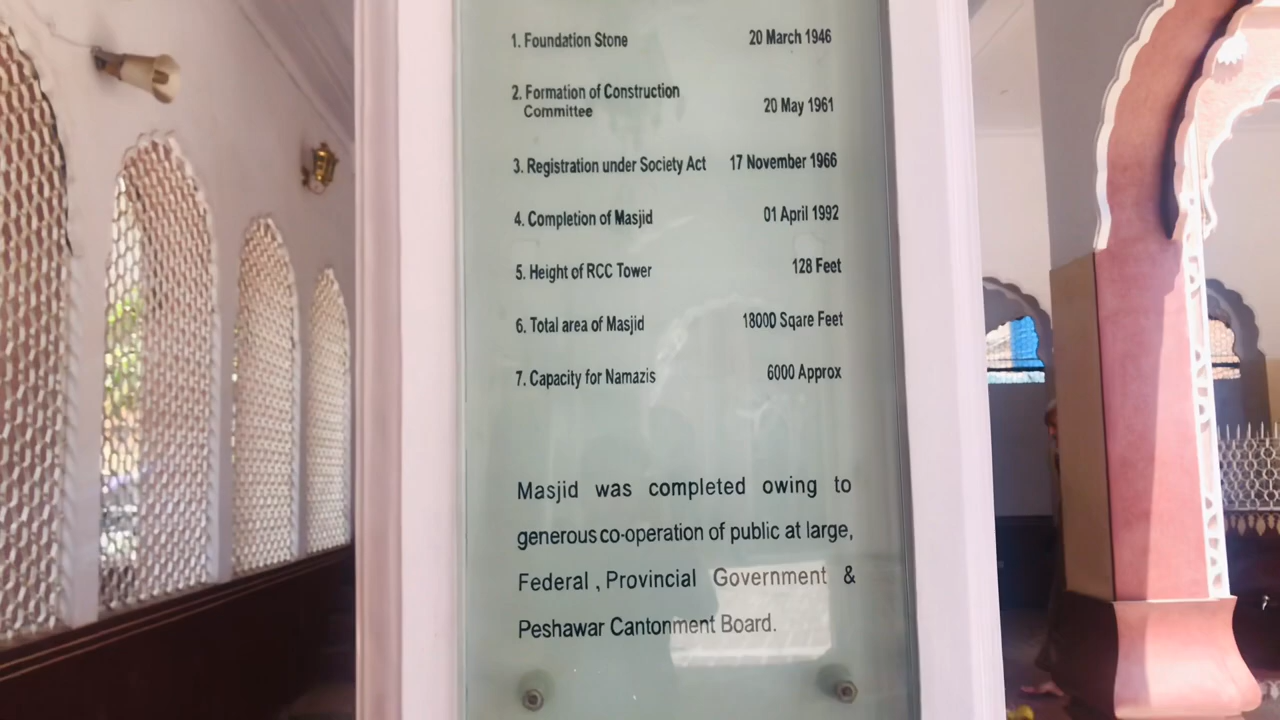 1. Foundation Stone 20 March 1946
2. Formation of Construction
Committee 20 May 1961
3. Registration under Society Act 17 November 1966
4. Completion of Masjid 01 April 1992
5. Height of RCC Tower 128 Feet
6. Total area of Masjid 18000 Sqare Feet
7. Capacity for Namazis 6000 Approx
Masjid was completed owing to
generous co-operation of public at large,
Federal , Provincial Government &
Peshawar Cantonment Board.